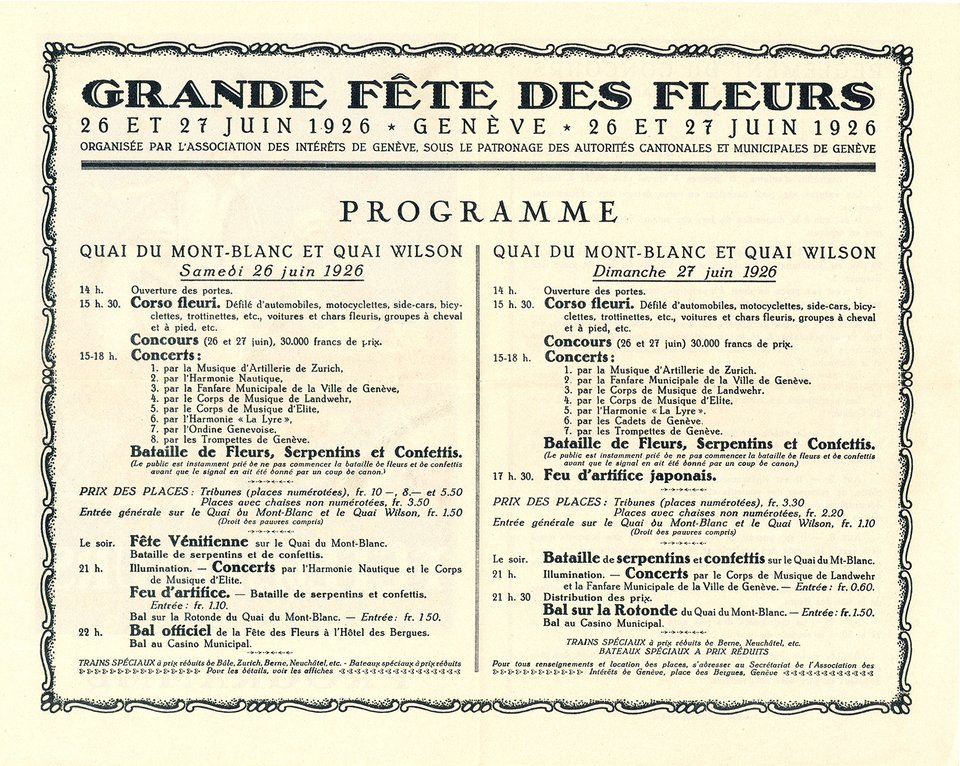 GRANDE FÊTE DES FLEURS
26 ET 27 JUIN 1926 * GENÈVE * 26 ET 27 JUIN 1926
ORGANISÉE PAR L'ASSOCIATION DES INTÉRÊTS DE GENÈVE, SOUS LE PATRONAGE DES AUTORITÉS CANTONALES ET MUNICIPALES DE GENÈVE
PROGRAMME
QUAI DU MONT-BLANC ET QUAI WILSON
Samedi 26 juin 1926
14 h. Ouverture des portes.
15 h. 30. Corso fleuri. Défilé d'automobiles, motocyclettes, side-cars, bicy-
clettes, trottinettes, etc., voitures et chars fleuris, groupes à cheval
et à pied, etc.
Concours (26 et 27 juin), 30.000 francs de prix.
15-18 h. Concerts :
1. par la Musique d'Artillerie de Zurich,
2. par l'Harmonie Nautique,
3. par la Fanfare Municipale de la Ville de Genève,
4. par le Corps de Musique de Landwehr,
5. par le Corps de Musique d'Elite,
6. par l'Harmonie « La Lyre »,
7. par l'Ondine Genevoise.
8. par les Trompettes de Genève.
Bataille de Fleurs, Serpentins et Confettis.
(Le public est instamment prié de ne pas commencer la bataille de fleurs et de confettis
avant que le signal en ait été donné par un coup de canon.)
PRIX DES PLACES : Tribunes (places numérotées), fr. 10 —, 8.— et 5.50
Places avec chaises non numérotées, fr. 3.50
Entrée générale sur le Quai du Mont-Blanc et le Quai Wilson, fr. 1.50
(Droit des pauvres compris)
Le soir. Fête Vénitienne sur le Quai du Mont-Blanc.
Bataille de serpentins et de confettis.
21 h. Illumination. — Concerts par l'Harmonie Nautique et le Corps
de Musique d'Elite.
Feu d'artifice. — Bataille de serpentins et confettis.
Entrée : fr. 1.10.
Bal sur la Rotonde du Quai du Mont-Blanc. — Entrée : fr. 1 50.
22 h. Bal officiel de la Fête des Fleurs à l'Hôtel des Bergues.
Bal au Casino Municipal.
TRAINS SPÉCIAUX à prix réduits de Bâle, Zurich, Berne, Neuchâtel, etc. - Bateaux spéciaux à prix réduits
Pour les détails, voir les affiches
QUAI DU MONT-BLANC ET QUAI WILSON
Dimanche 27 juin 1926
14 h. Ouverture des portes.
15 h. 30. Corso fleuri. Défilé d'automobiles, motocyclettes, side-cars, bicy-
clettes, trottinettes, etc., voitures et chars fleuris, groupes à cheval
et à pied, etc.
Concours (26 et 27 juin) 30.000 francs de prix.
15-18 h. Concerts :
1. par la Musique d'Artillerie de Zurich.
2. par la Fanfare Municipale de la Ville de Genève.
3. par le Corps de Musique de Landwehr.
4. par le Corps de Musique d'Elite.
5. par l'Harmonie « La Lyre ».
6. par les Cadets de Genève.
7. par les Trompettes de Genève.
Bataille de Fleurs, Serpentins et Confettis.
(Le public est instamment prié de ne pas commencer la bataille de fleurs et de confettis
avant que le signal en ait été donné par un coup de canon.)
17 h. 30. Feu d'artifice japonais.
PRIX DES PLACES : Tribunes (places numérotées), fr. 3.30
Places avec chaises non numérotées, fr. 2.20
Entrée générale sur le Quai du Mont-Blanc et le Quai Wilson, fr. 1.10
(Droit des pauvres compris)
Le soir. Bataille de serpentins et confettis sur le Quai du Mt-Blanc.
21 h. Illumination. — Concerts par le Corps de Musique de Landwehr
et la Fanfare Municipale de la Ville de Genève. — Entrée : fr. 0.60.
21 h. 30 Distribution des prix.
Bal sur la Rotonde du Quai du Mont-Blanc. — Entrée : fr. 1.50.
Bal au Casino Municipal.
TRAINS SPÉCIAUX à prix réduits de Berne, Neuchâtel, etc.
BATEAUX SPÉCIAUX A PRIX RÉDUITS
Pour tous renseignements et location des places, s'adresser au Secrétariat de l'Association des
Intérêts de Genève, place des Bergues, Genève